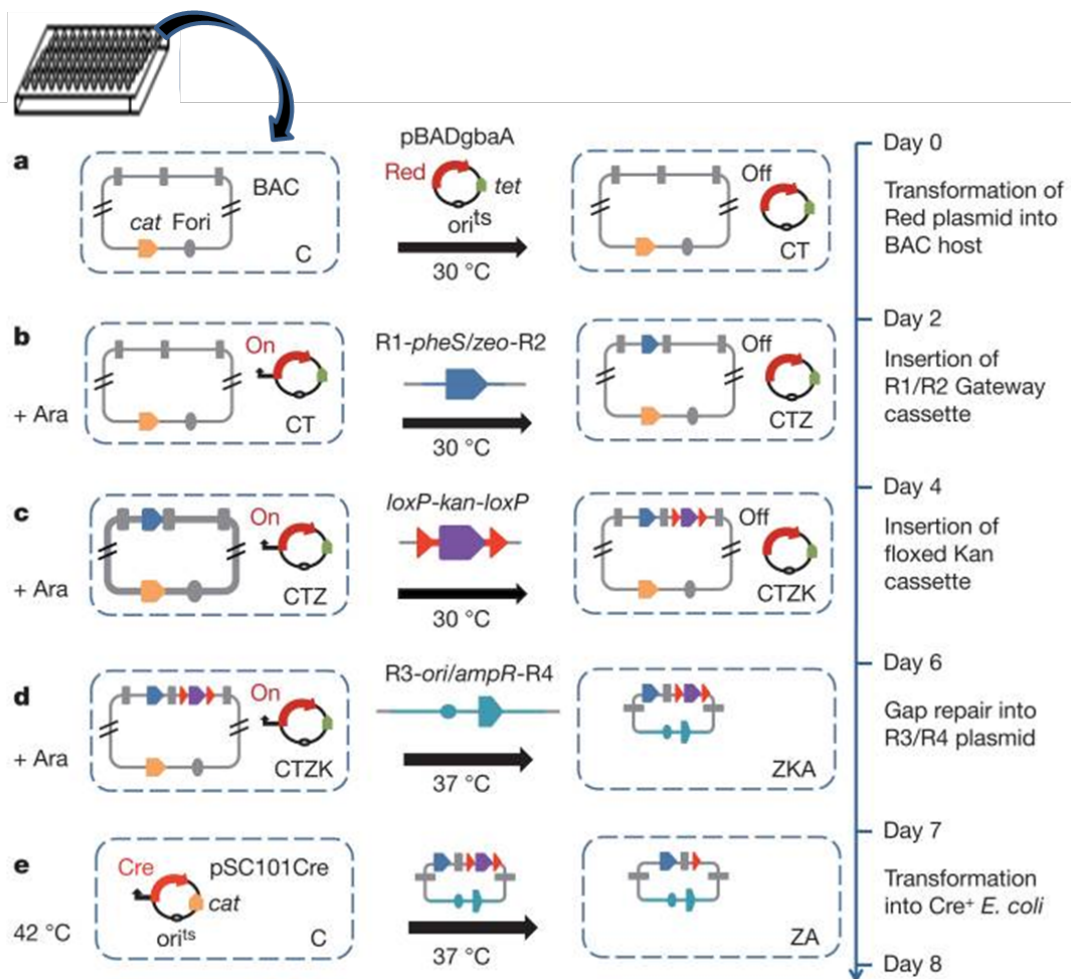 a
BAC
cat Fori
C
pBADgbaA
Red
tet
ori^ts
30 °C
Off
CT
Day 0
Transformation of
Red plasmid into
BAC host
b
+ Ara
On
CT
R1-pheS/zeo-R2
30 °C
Off
CTZ
Day 2
Insertion of
R1/R2 Gateway
cassette
c
+ Ara
On
CTZ
loxP-kan-loxP
30 °C
Off
CTZK
Day 4
Insertion of
floxed Kan
cassette
d
+ Ara
On
CTZK
R3-ori/ampR-R4
37 °C
ZKA
Day 6
Gap repair into
R3/R4 plasmid
e
42 °C
Cre
pSC101Cre
cat
ori^ts
C
37 °C
ZA
Day 7
Transformation
into Cre⁺ E. coli
Day 8